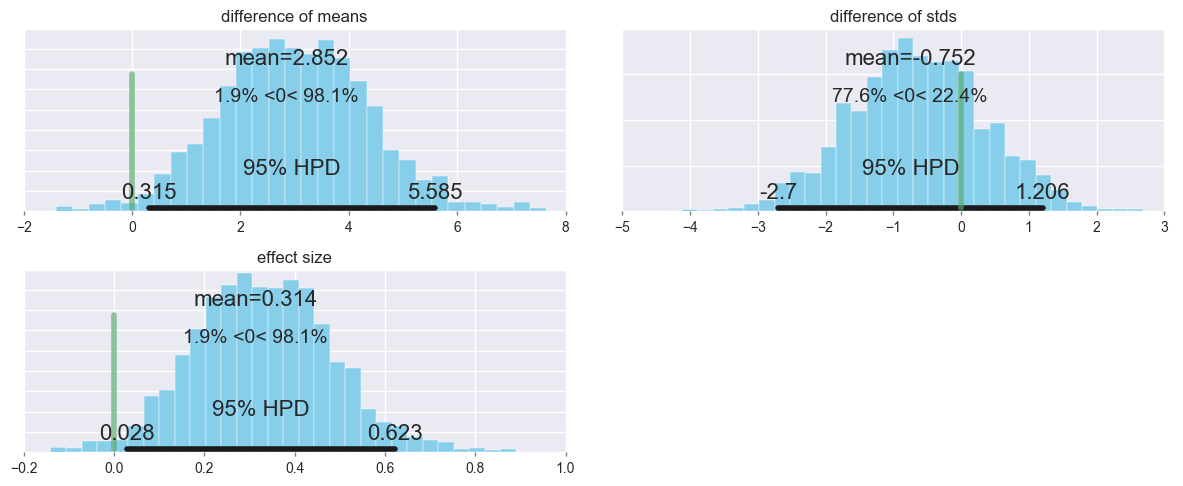 difference of means
mean=2.852
1.9% <0< 98.1%
95% HPD
0.315 5.585
−2 0 2 4 6 8
difference of stds
mean=-0.752
77.6% <0< 22.4%
95% HPD
-2.7 1.206
−5 −4 −3 −2 −1 0 1 2 3
effect size
mean=0.314
1.9% <0< 98.1%
95% HPD
0.028 0.623
−0.2 0.0 0.2 0.4 0.6 0.8 1.0